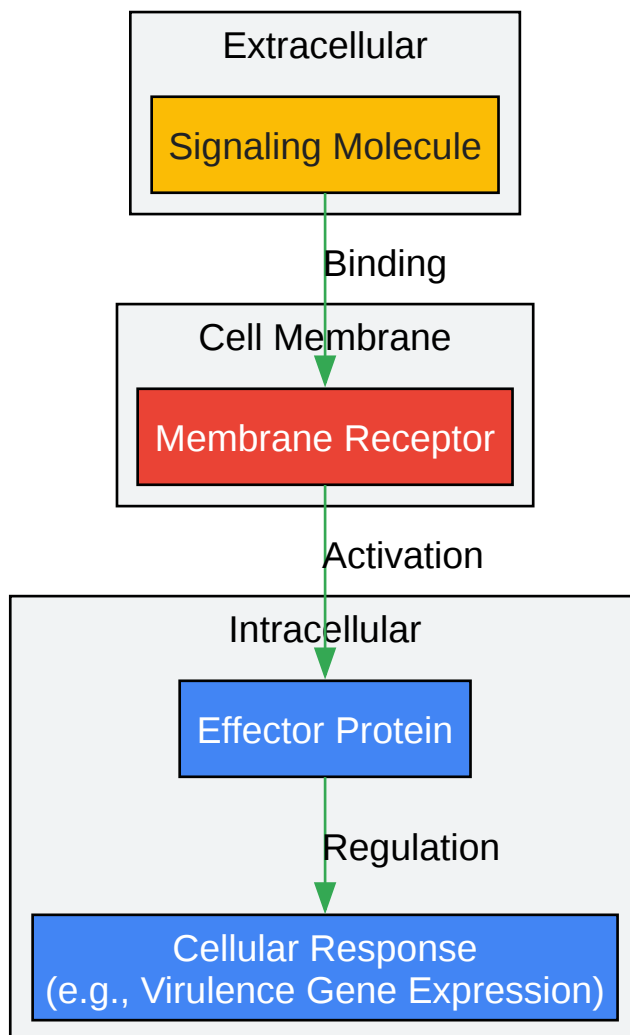 Extracellular
Signaling Molecule
Binding
Cell Membrane
Membrane Receptor
Activation
Intracellular
Effector Protein
Regulation
Cellular Response
(e.g., Virulence Gene Expression)